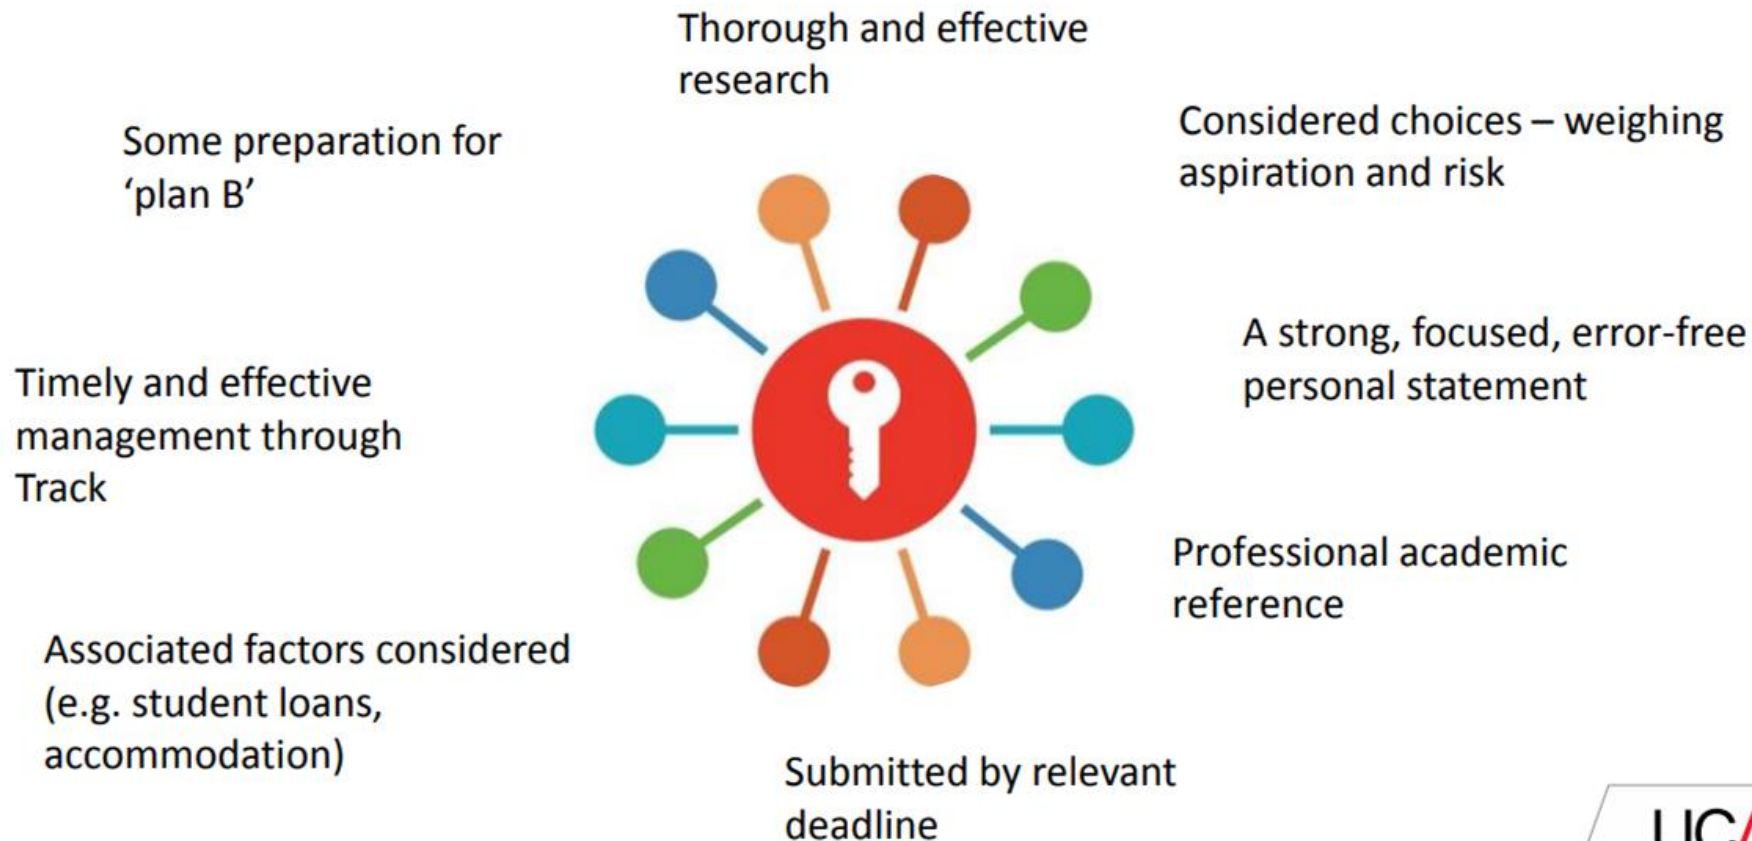 Thorough and effective
research
Considered choices – weighing
aspiration and risk
A strong, focused, error-free
personal statement
Professional academic
reference
Submitted by relevant
deadline
Associated factors considered
(e.g. student loans,
accommodation)
Timely and effective
management through
Track
Some preparation for
‘plan B’